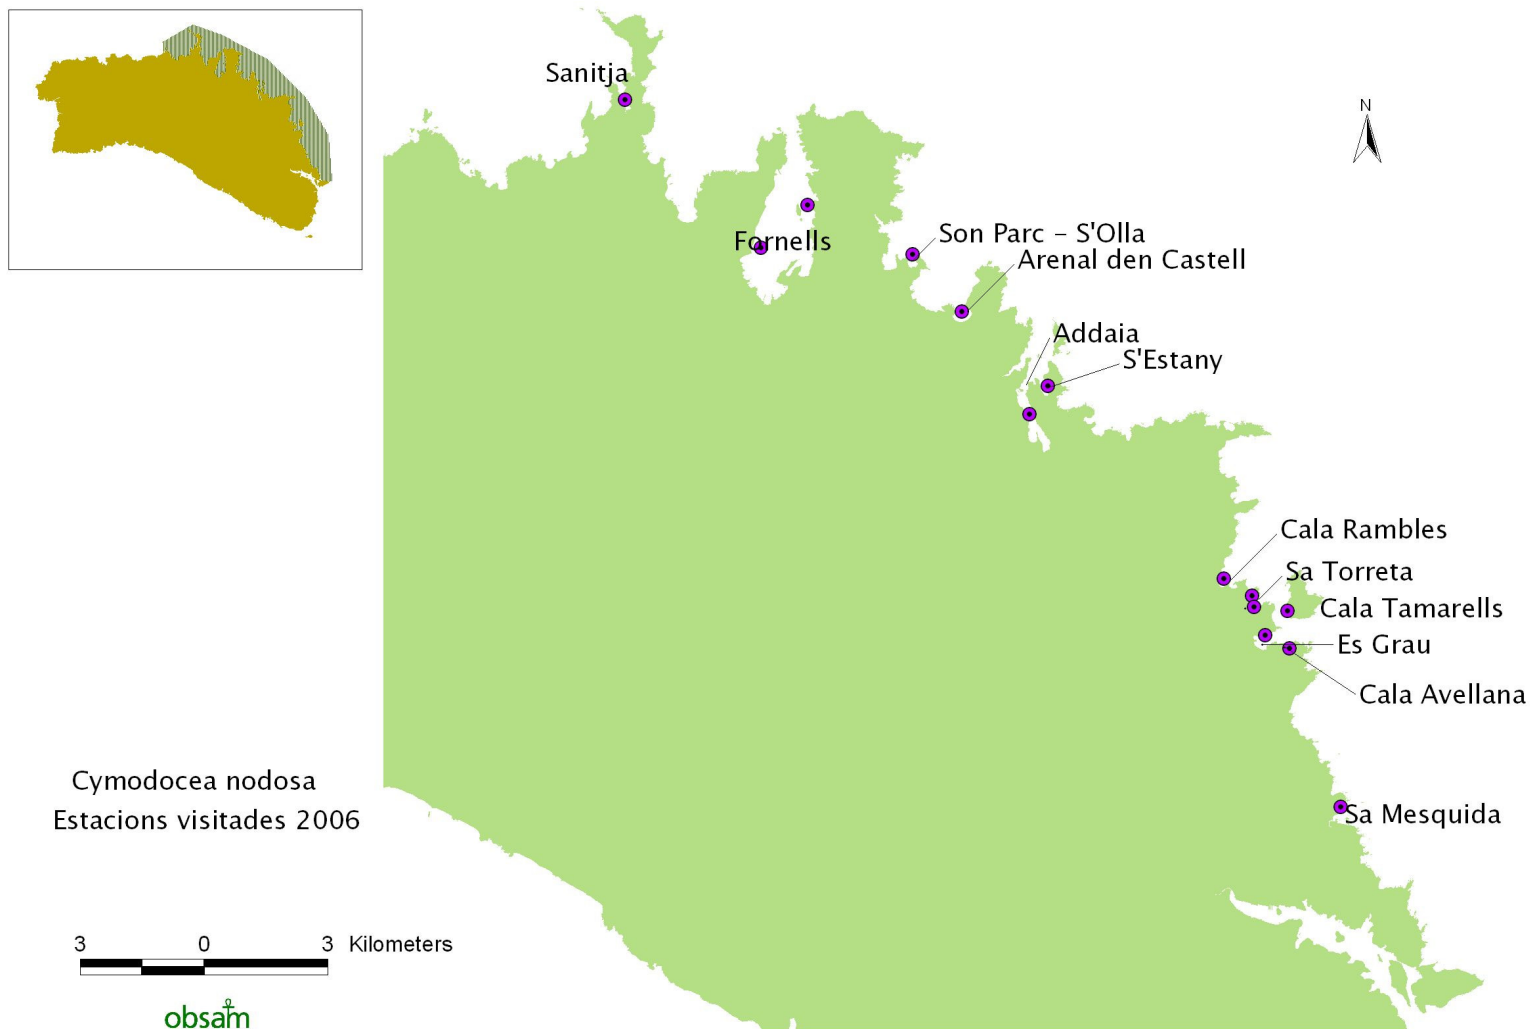 Sanitja
N
Fornells
Son Parc – S'Olla
Arenal den Castell
Addaia
S'Estany
Cala Rambles
Sa Torreta
Cala Tamarells
Es Grau
Cala Avellana
Cymodocea nodosa
Estacions visitades 2006
Sa Mesquida
3 0 3 Kilometers
obsam